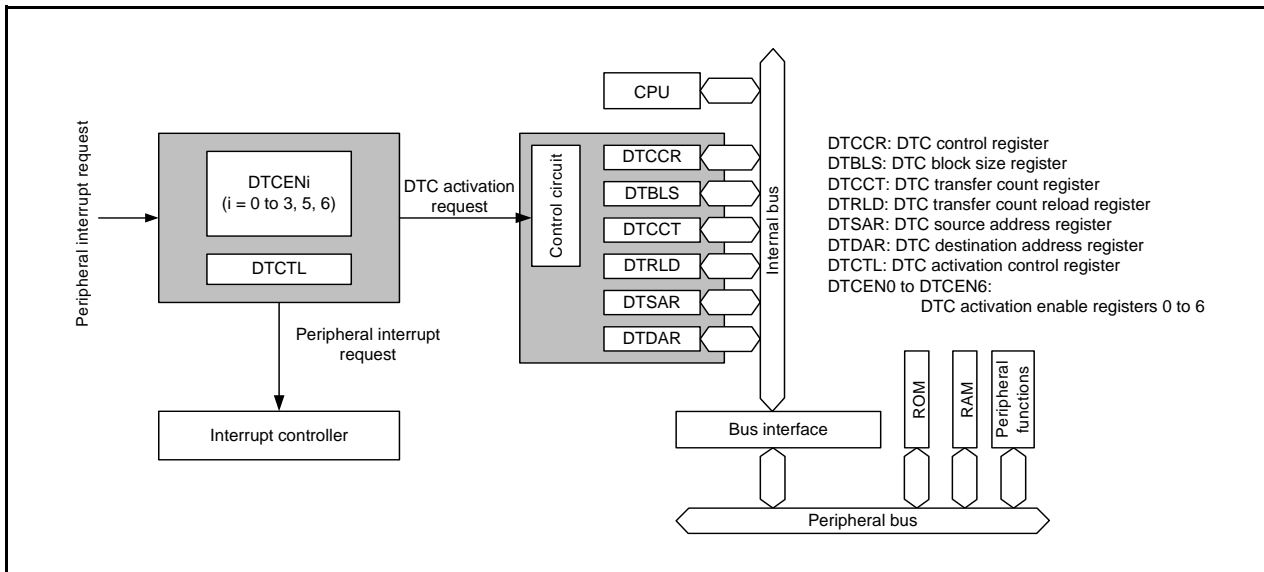 Peripheral interrupt request
DTCENi
(i = 0 to 3, 5, 6)
DTCTL
DTC activation
request
Peripheral interrupt
request
Interrupt controller
CPU
Control circuit
DTCCR
DTBLS
DTCCT
DTRLD
DTSAR
DTDAR
Internal bus
DTCCR: DTC control register
DTBLS: DTC block size register
DTCCT: DTC transfer count register
DTRLD: DTC transfer count reload register
DTSAR: DTC source address register
DTDAR: DTC destination address register
DTCTL: DTC activation control register
DTCEN0 to DTCEN6:
DTC activation enable registers 0 to 6
Bus interface
ROM
RAM
Peripheral
functions
Peripheral bus